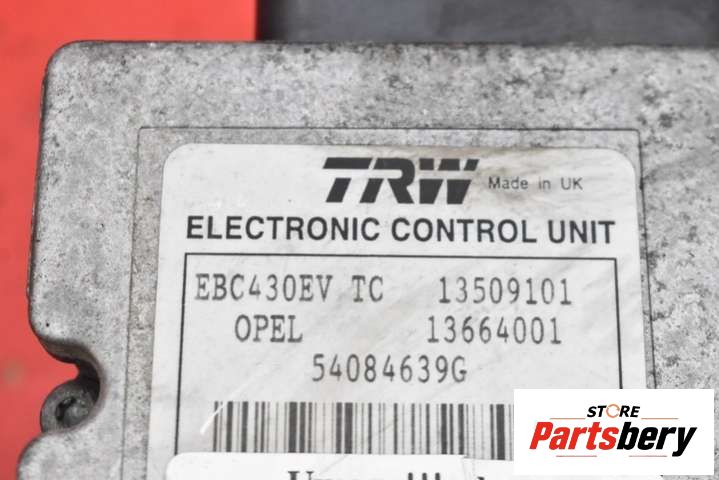 TRW Made in UK
ELECTRONIC CONTROL UNIT
EBC430EV TC 13509101
OPEL 13664001
54084639G
STORE
Partsbery